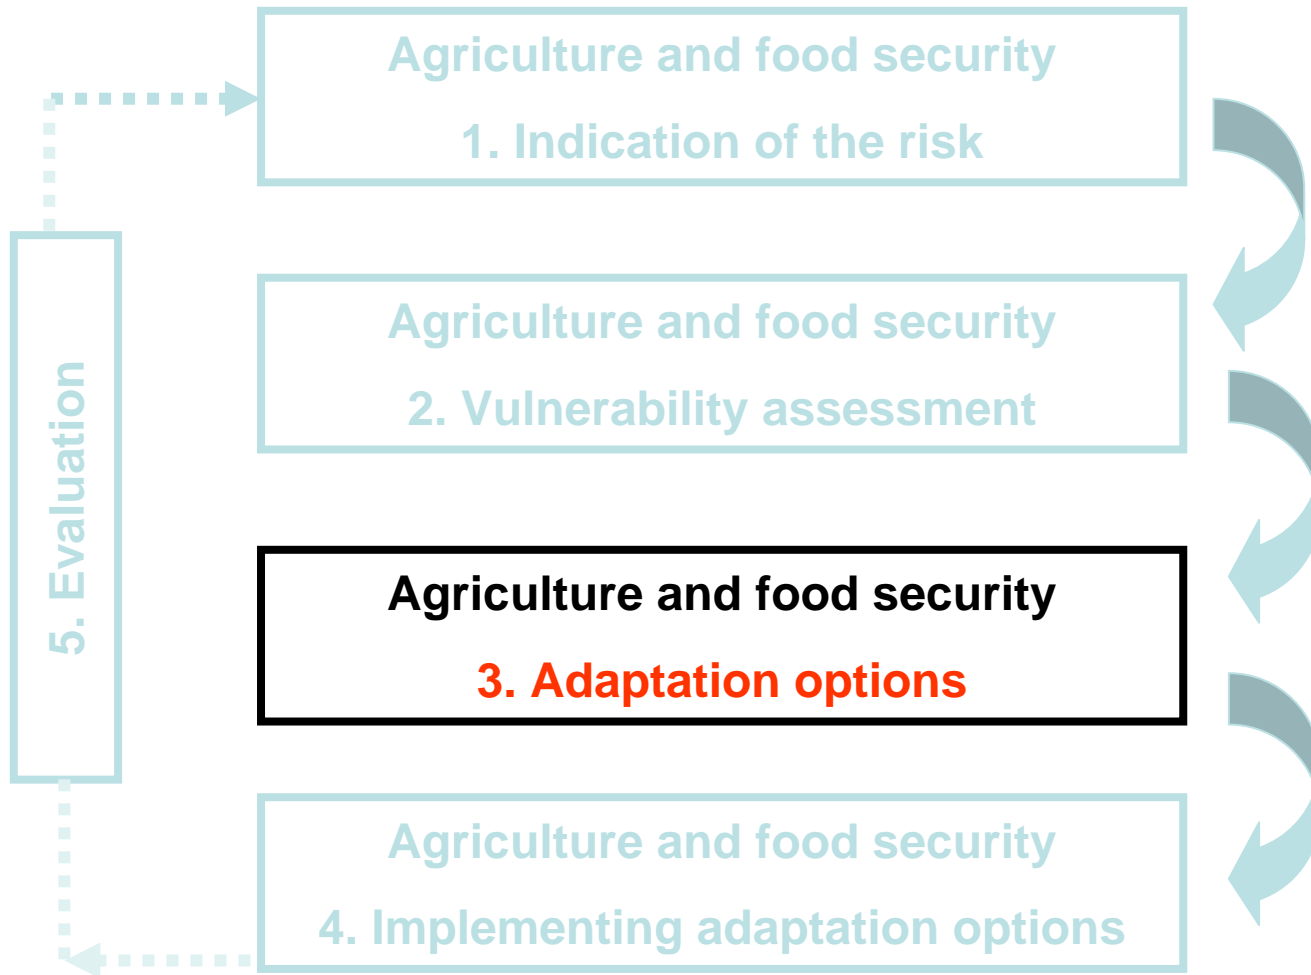 Agriculture and food security
1. Indication of the risk
Agriculture and food security
2. Vulnerability assessment
5. Evaluation
Agriculture and food security
3. Adaptation options
Agriculture and food security
4. Implementing adaptation options